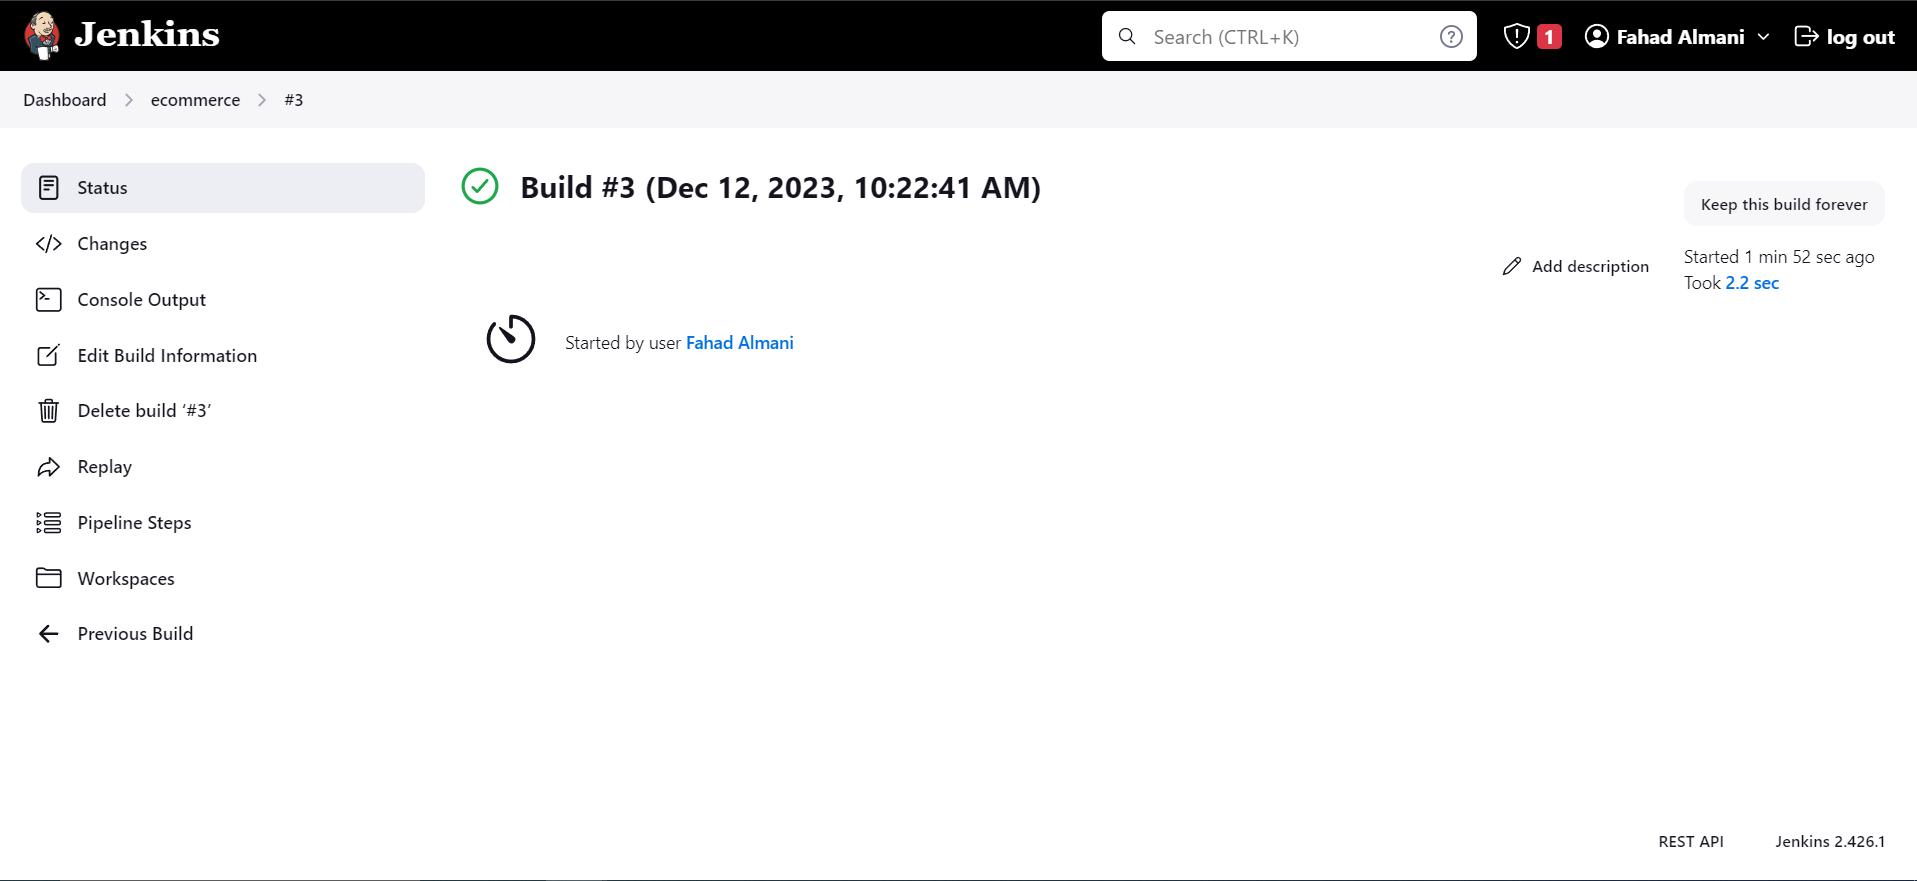 Jenkins
Search (CTRL+K)
1
Fahad Almani
log out
Dashboard
ecommerce
#3
Status
Changes
Console Output
Edit Build Information
Delete build ‘#3’
Replay
Pipeline Steps
Workspaces
Previous Build
Build #3 (Dec 12, 2023, 10:22:41 AM)
Keep this build forever
Add description
Started 1 min 52 sec ago
Took 2.2 sec
Started by user Fahad Almani
REST API
Jenkins 2.426.1